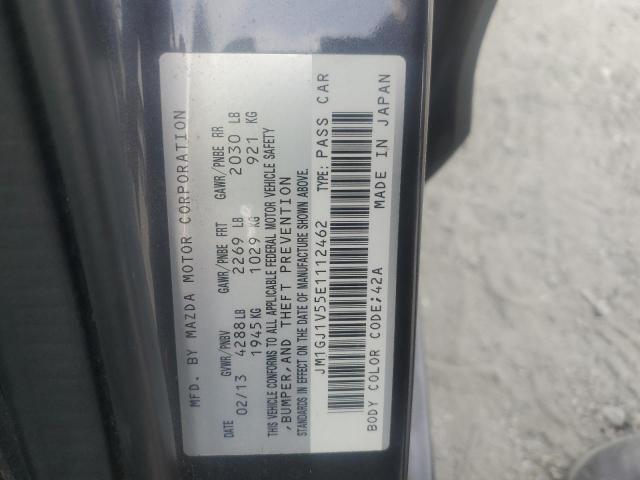 MFD. BY MAZDA MOTOR CORPORATION
DATE GVWR/PNBV GAWR/PNBE FRT GAWR/PNBE RR
02/13 4288 LB 2269 LB 2030 LB
1945 KG 1029 KG 921 KG
THIS VEHICLE CONFORMS TO ALL APPLICABLE FEDERAL MOTOR VEHICLE SAFETY
,BUMPER,AND THEFT PREVENTION
STANDARDS IN EFFECT ON THE DATE OF MANUFACTURE SHOWN ABOVE.
JM1GJ1V55E1112462 TYPE: PASS CAR
BODY COLOR CODE;42A MADE IN JAPAN